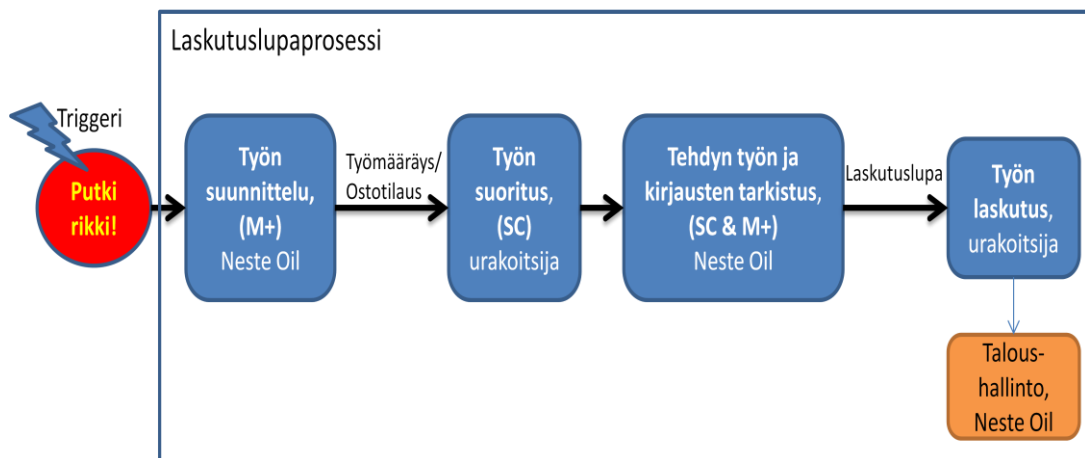 Laskutuslupaprosessi
Triggeri
Putki
rikki!
Työn
suunnittelu,
(M+)
Neste Oil
Työmääräys/
Ostotilaus
Työn
suoritus,
(SC)
urakoitsija
Tehdyn työn ja
kirjausten tarkistus,
(SC & M+)
Neste Oil
Laskutuslupa
Työn
laskutus,
urakoitsija
Talous-
hallinto,
Neste Oil